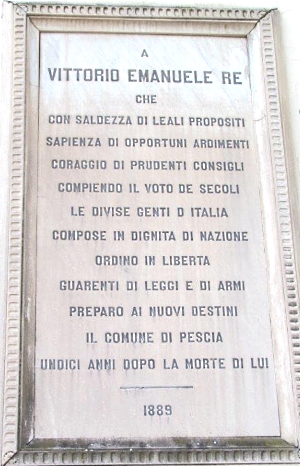 A
VITTORIO EMANUELE RE
CHE
CON SALDEZZA DI LEALI PROPOSITI
SAPIENZA DI OPPORTUNI ARDIMENTI
CORAGGIO DI PRUDENTI CONSIGLI
COMPIENDO IL VOTO DE SECOLI
LE DIVISE GENTI D ITALIA
COMPOSE IN DIGNITA DI NAZIONE
ORDINO IN LIBERTA
GUARENTI DI LEGGI E DI ARMI
PREPARO AI NUOVI DESTINI
IL COMUNE DI PESCIA
UNDICI ANNI DOPO LA MORTE DI LUI
1889